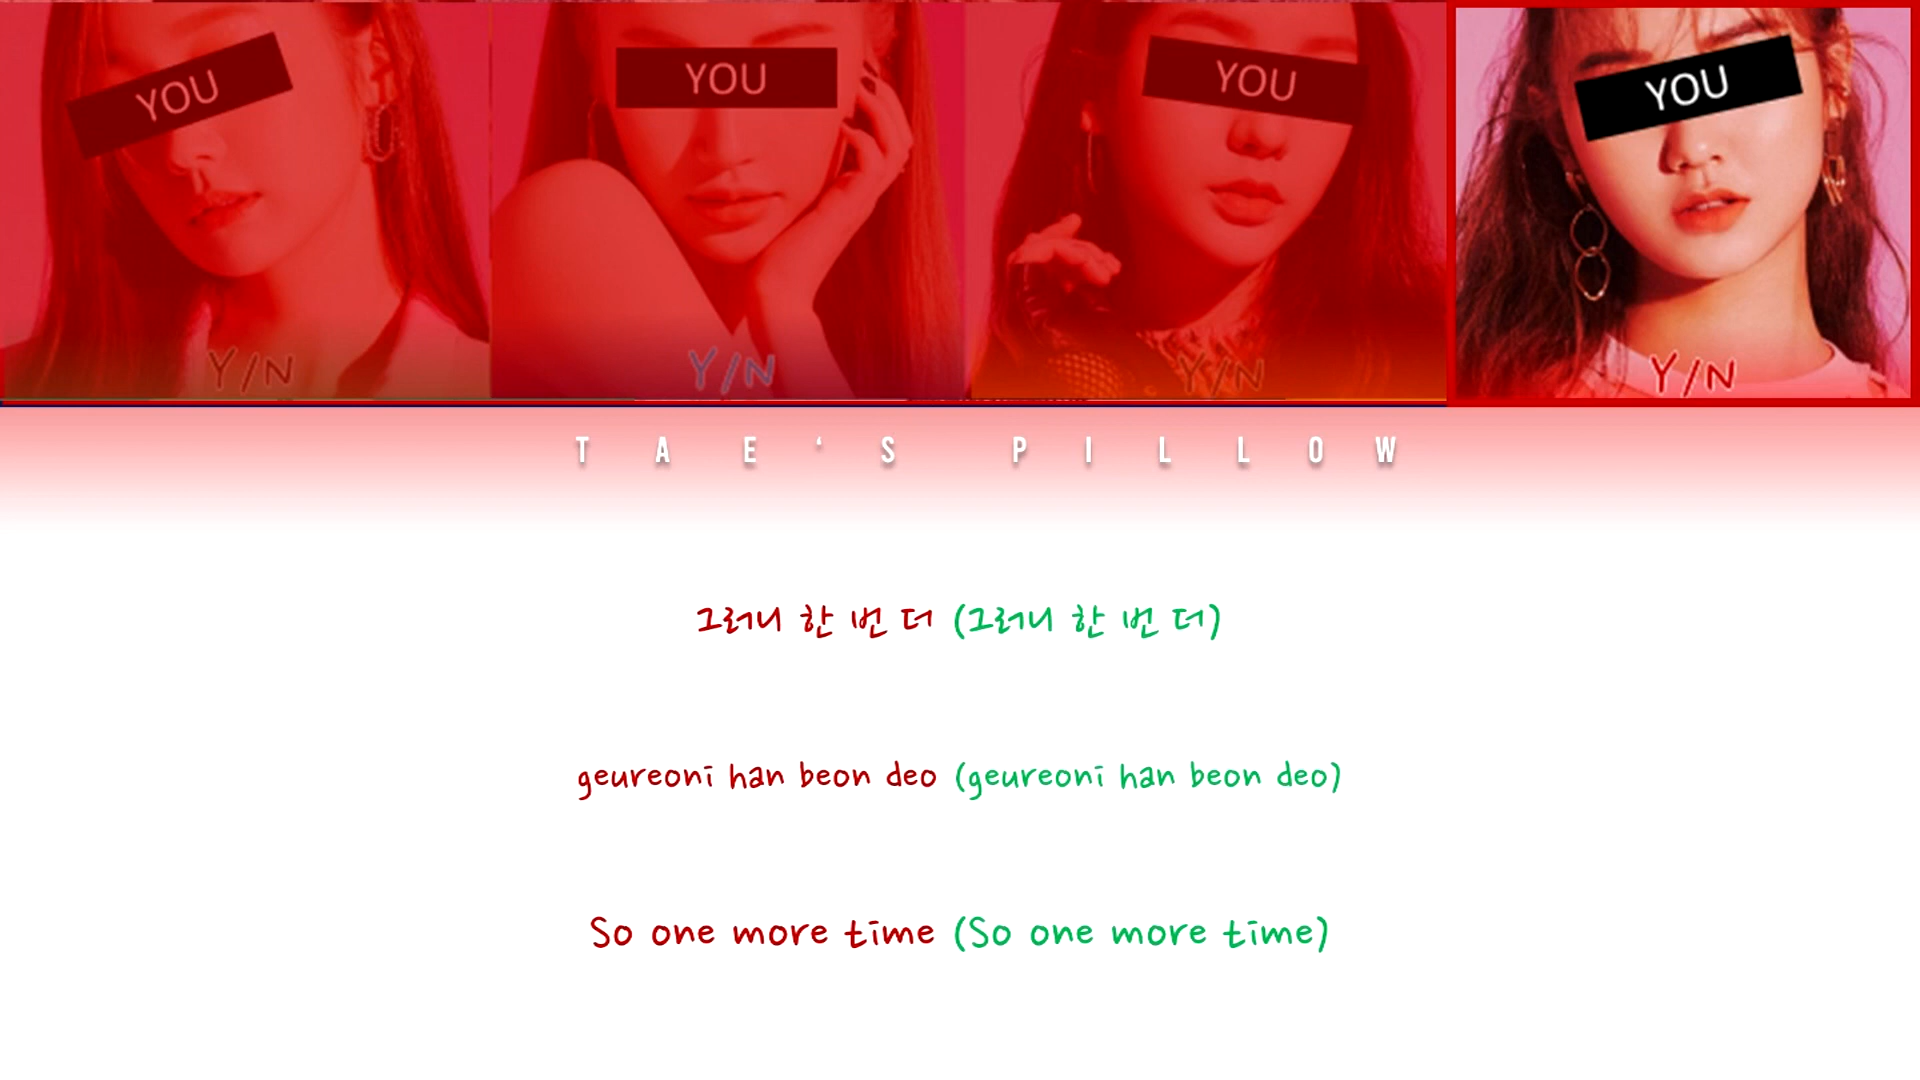 YOU YOU YOU YOU
Y/N Y/N Y/N Y/N
TAE‘S PILLOW
그러니 한 번 더 (그러니 한 번 더)
geureoni han beon deo (geureoni han beon deo)
So one more time (So one more time)